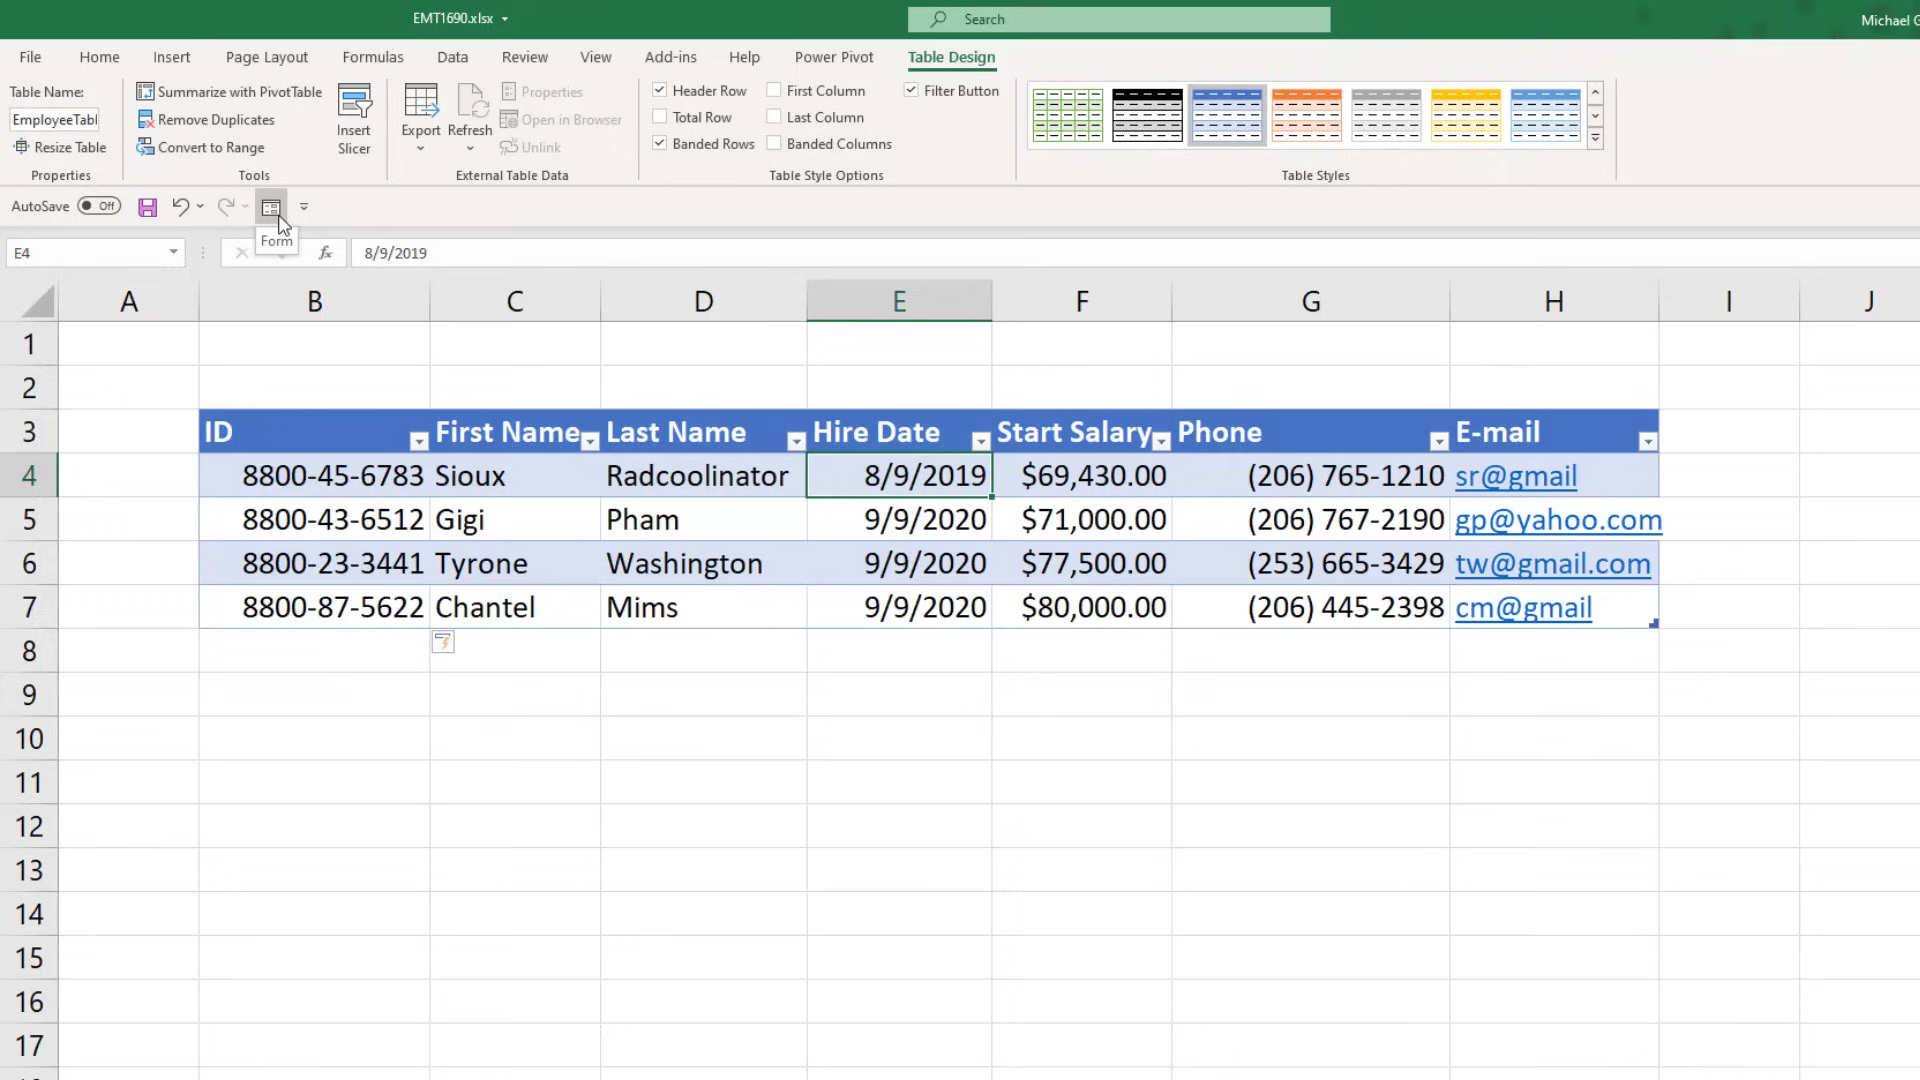 EMT1690.xlsx
Search
Michael G
File Home Insert Page Layout Formulas Data Review View Add-ins Help Power Pivot Table Design
Table Name:
EmployeeTabl
Resize Table
Properties
Summarize with PivotTable
Remove Duplicates
Convert to Range
Tools
Insert
Slicer
Export
Refresh
Properties
Open in Browser
Unlink
External Table Data
Header Row
Total Row
Banded Rows
First Column
Last Column
Banded Columns
Filter Button
Table Style Options
Table Styles
AutoSave Off
Form
E4 fx 8/9/2019
A B C D E F G H I J
1
2
3 ID First Name Last Name Hire Date Start Salary Phone E-mail
4 8800-45-6783 Sioux Radcoolinator 8/9/2019 $69,430.00 (206) 765-1210 sr@gmail
5 8800-43-6512 Gigi Pham 9/9/2020 $71,000.00 (206) 767-2190 gp@yahoo.com
6 8800-23-3441 Tyrone Washington 9/9/2020 $77,500.00 (253) 665-3429 tw@gmail.com
7 8800-87-5622 Chantel Mims 9/9/2020 $80,000.00 (206) 445-2398 cm@gmail
8
9
10
11
12
13
14
15
16
17